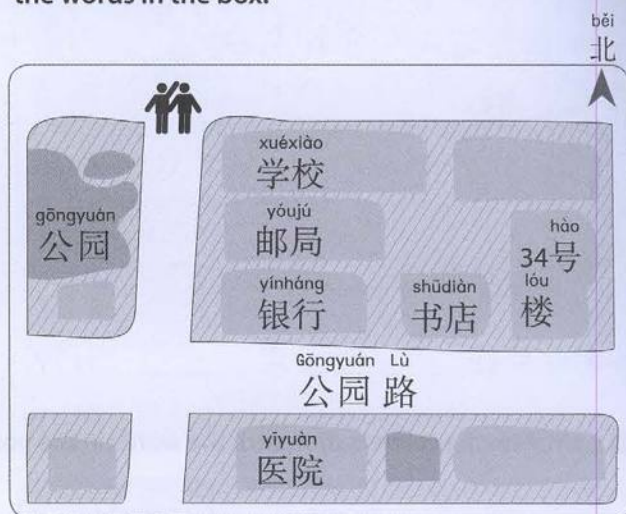 the words in the box.
běi
北
xuéxiào
学校
yóujú
邮局
gōngyuán
公园
yínháng
银行
shūdiàn
书店
hào
34号
lóu
楼
Gōngyuán Lù
公园 路
yīyuàn
医院